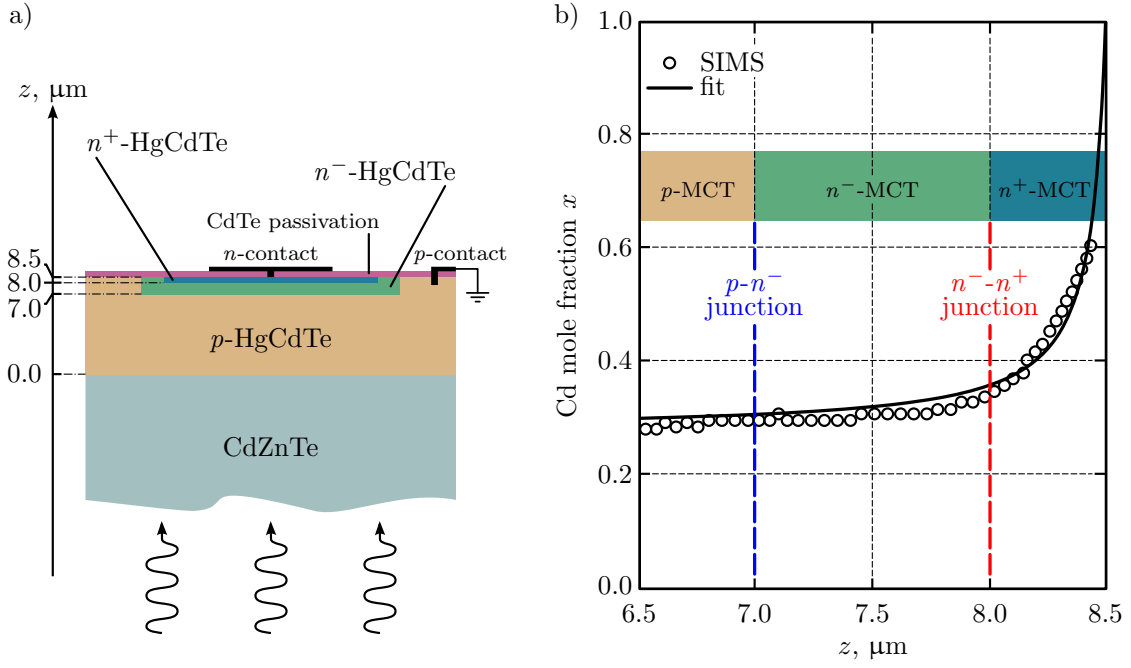 a)
z, μm
n⁺-HgCdTe
n⁻-HgCdTe
CdTe passivation
n-contact
p-contact
8.5
8.0
7.0
p-HgCdTe
0.0
CdZnTe
b)
1.0
SIMS
fit
0.8
p-MCT
n⁻-MCT
n⁺-MCT
0.6
p-n⁻
junction
n⁻-n⁺
junction
Cd mole fraction x
0.4
0.2
0.0
6.5
7.0
7.5
8.0
8.5
z, μm